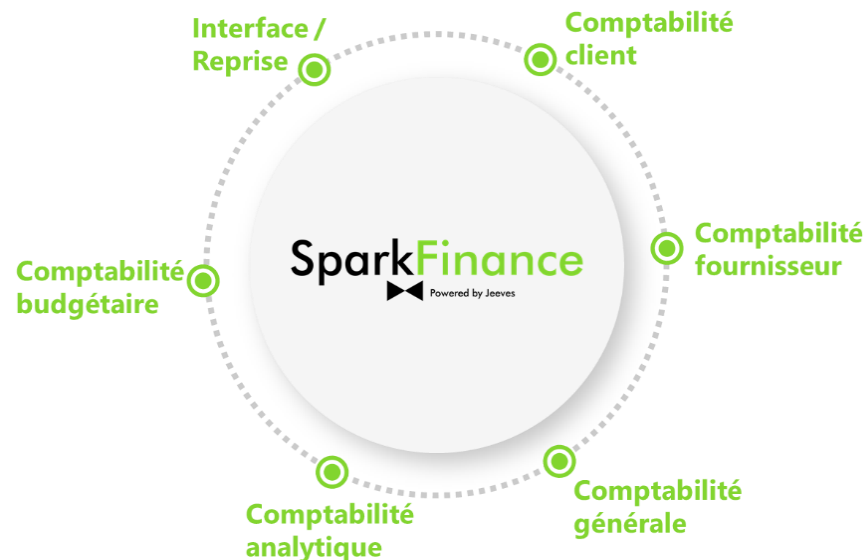 Interface /
Reprise
Comptabilité
client
Comptabilité
fournisseur
Comptabilité
générale
Comptabilité
analytique
Comptabilité
budgétaire
SparkFinance
Powered by Jeeves